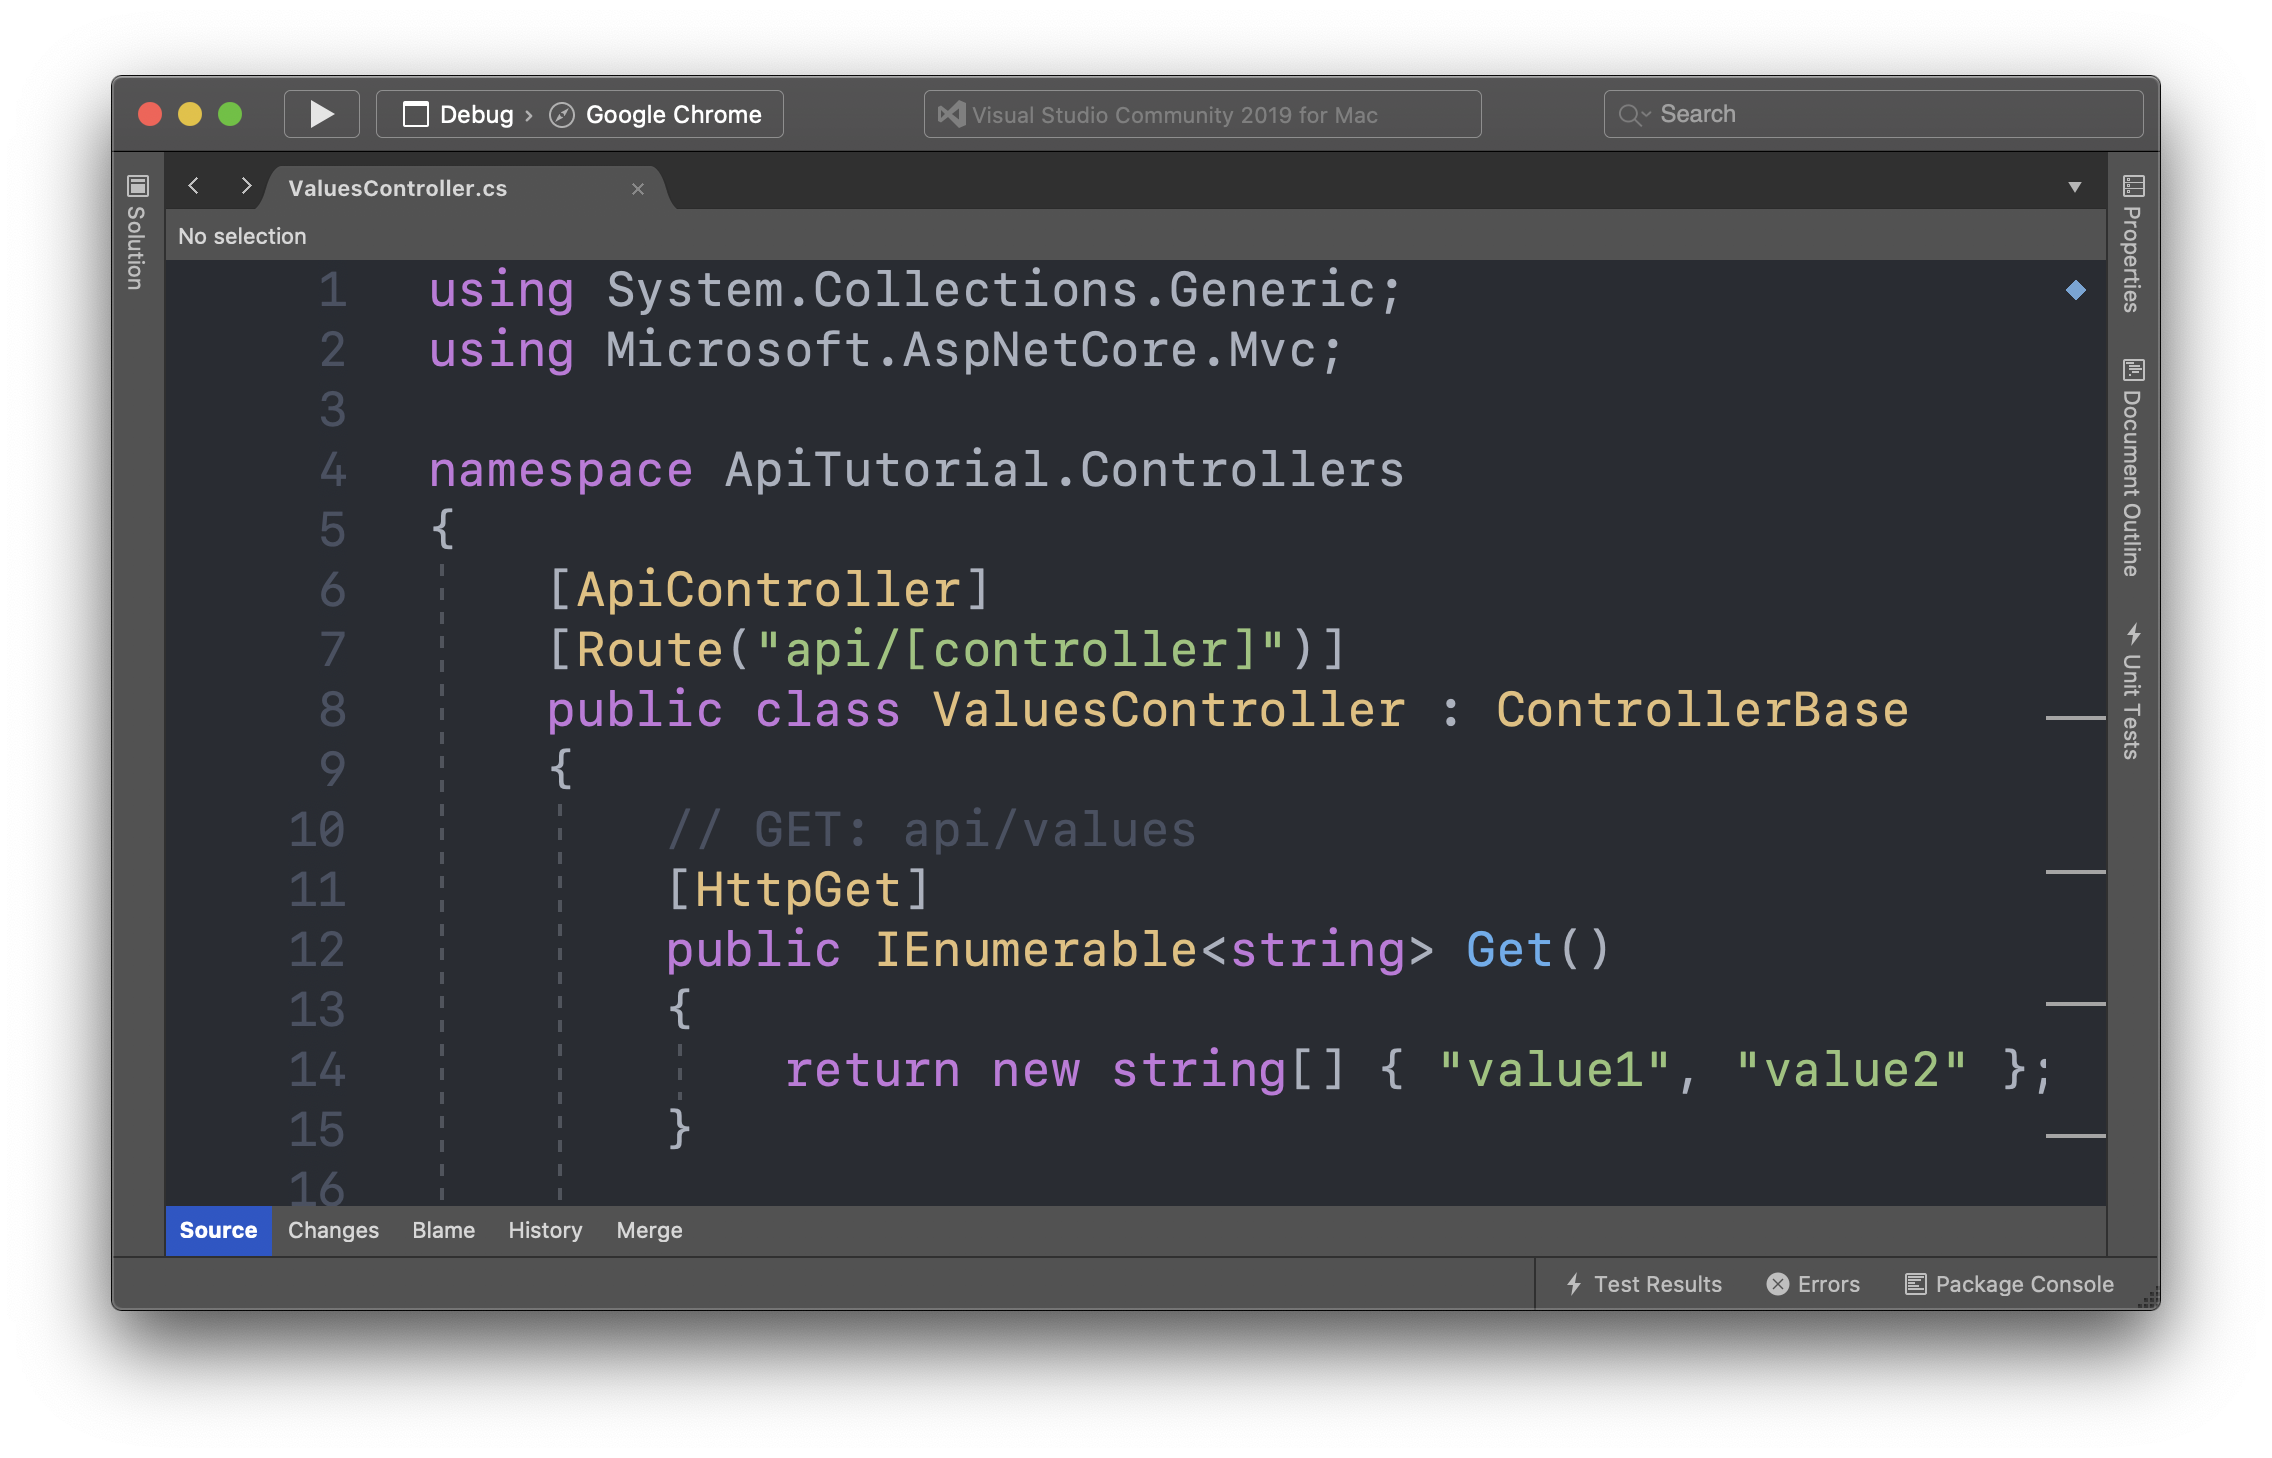 Debug › Google Chrome
Visual Studio Community 2019 for Mac
Search
Solution
ValuesController.cs
No selection
1 using System.Collections.Generic;
2 using Microsoft.AspNetCore.Mvc;
3
4 namespace ApiTutorial.Controllers
5 {
6 [ApiController]
7 [Route("api/[controller]")]
8 public class ValuesController : ControllerBase
9 {
10 // GET: api/values
11 [HttpGet]
12 public IEnumerable<string> Get()
13 {
14 return new string[] { "value1", "value2" };
15 }
16
Properties
Document Outline
Unit Tests
Source Changes Blame History Merge
Test Results Errors Package Console